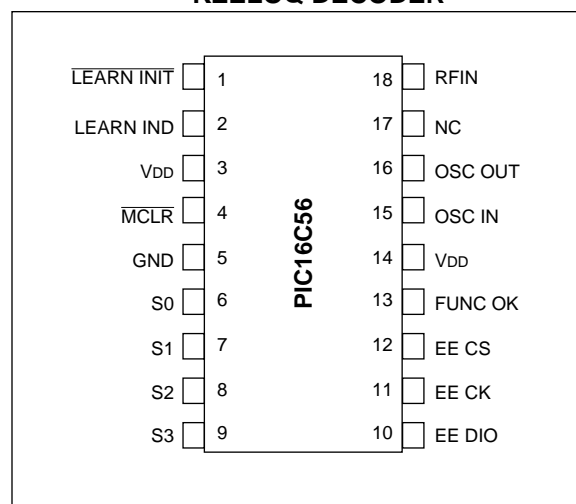 LEARN INIT 1 18 RFIN
LEARN IND 2 17 NC
VDD 3 16 OSC OUT
MCLR 4 15 OSC IN
GND 5 14 VDD
S0 6 13 FUNC OK
S1 7 12 EE CS
S2 8 11 EE CK
S3 9 10 EE DIO
PIC16C56